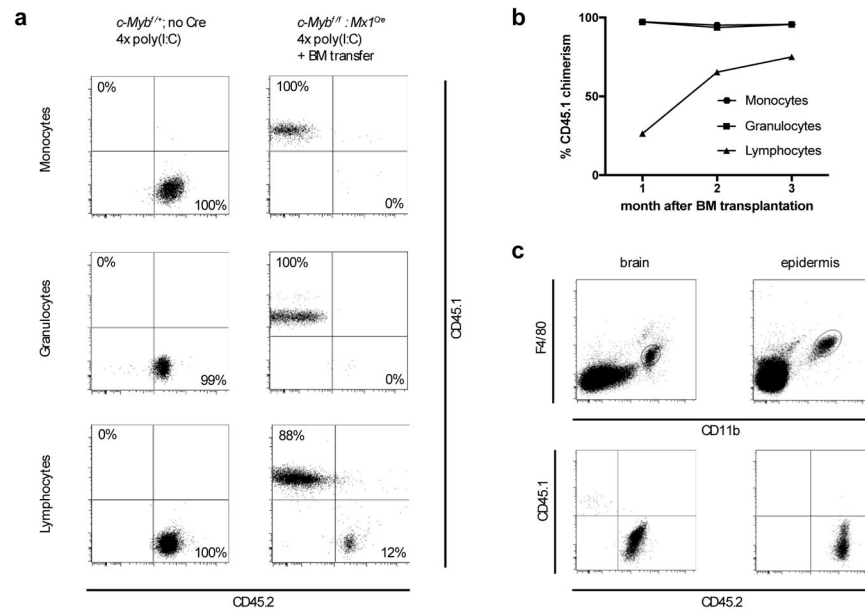 a
c-Mybf/+; no Cre
4x poly(I:C)
c-Mybf/f : Mx1Cre
4x poly(I:C)
+ BM transfer
Monocytes
0%
100%
100%
0%
Granulocytes
0%
99%
100%
0%
Lymphocytes
0%
100%
88%
12%
CD45.1
CD45.2
b
% CD45.1 chimerism
100
50
0
Monocytes
Granulocytes
Lymphocytes
1 2 3
month after BM transplantation
c
brain
epidermis
F4/80
CD11b
CD45.1
CD45.2